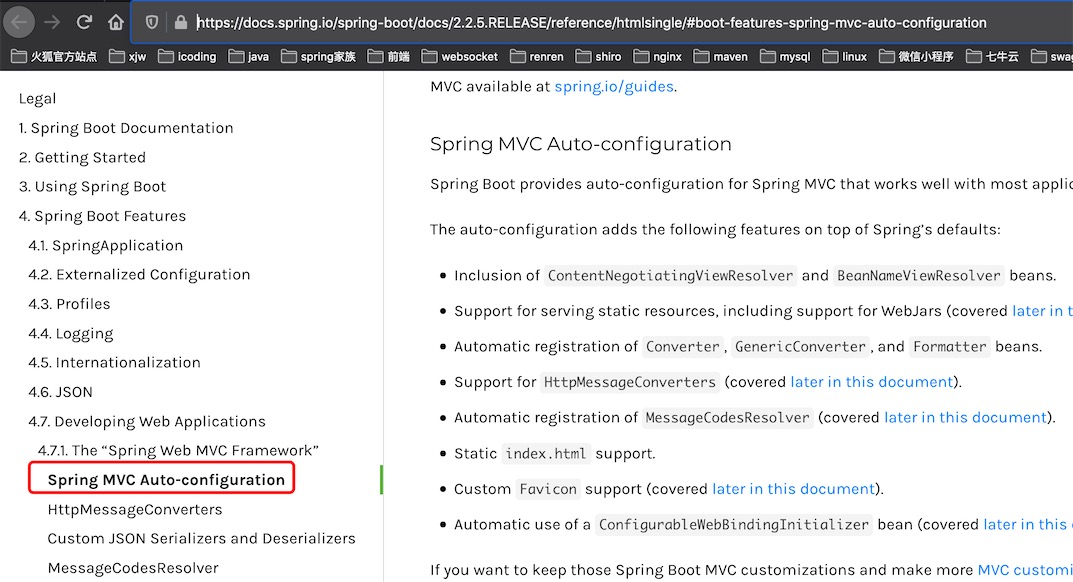 https://docs.spring.io/spring-boot/docs/2.2.5.RELEASE/reference/htmlsingle/#boot-features-spring-mvc-auto-configuration
火狐官方站点 xjw icoding java spring家族 前端 websocket renren shiro nginx maven mysql linux 微信小程序 七牛云 swag
Legal
1. Spring Boot Documentation
2. Getting Started
3. Using Spring Boot
4. Spring Boot Features
4.1. SpringApplication
4.2. Externalized Configuration
4.3. Profiles
4.4. Logging
4.5. Internationalization
4.6. JSON
4.7. Developing Web Applications
4.7.1. The “Spring Web MVC Framework”
Spring MVC Auto-configuration
HttpMessageConverters
Custom JSON Serializers and Deserializers
MessageCodesResolver
MVC available at spring.io/guides.
Spring MVC Auto-configuration
Spring Boot provides auto-configuration for Spring MVC that works well with most applic
The auto-configuration adds the following features on top of Spring’s defaults:
• Inclusion of ContentNegotiatingViewResolver and BeanNameViewResolver beans.
• Support for serving static resources, including support for WebJars (covered later in t
• Automatic registration of Converter, GenericConverter, and Formatter beans.
• Support for HttpMessageConverters (covered later in this document).
• Automatic registration of MessageCodesResolver (covered later in this document).
• Static index.html support.
• Custom Favicon support (covered later in this document).
• Automatic use of a ConfigurableWebBindingInitializer bean (covered later in this
If you want to keep those Spring Boot MVC customizations and make more MVC customi